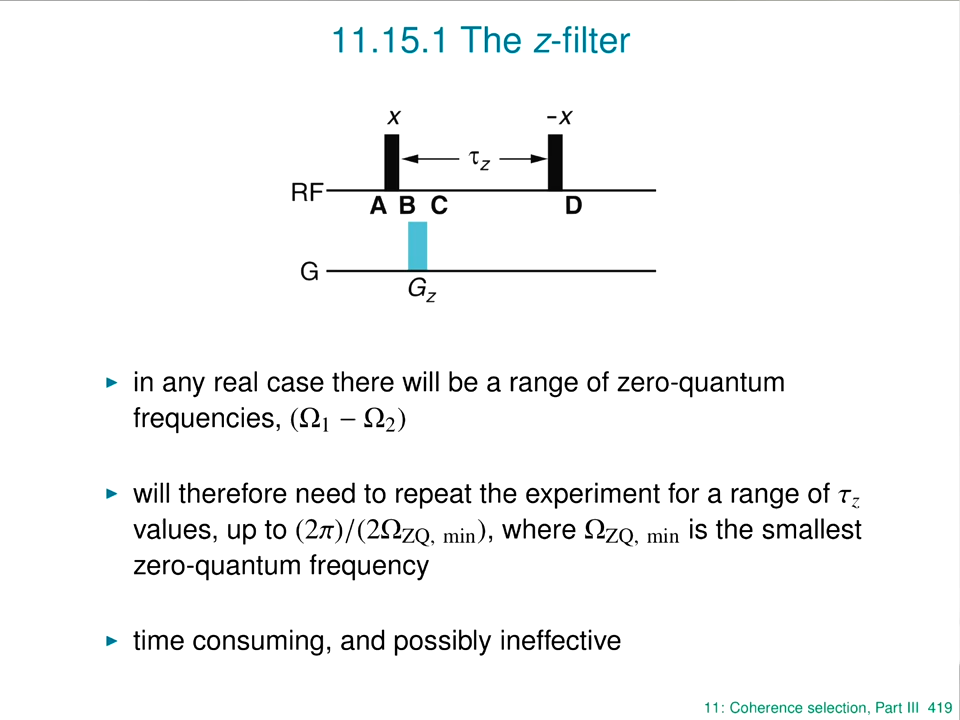 11.15.1 The z-filter
x
–x
τz
RF
A B C D
G
Gz
in any real case there will be a range of zero-quantum
frequencies, (Ω1 − Ω2)
will therefore need to repeat the experiment for a range of τz
values, up to (2π)/(2ΩZQ, min), where ΩZQ, min is the smallest
zero-quantum frequency
time consuming, and possibly ineffective
11: Coherence selection, Part III 419